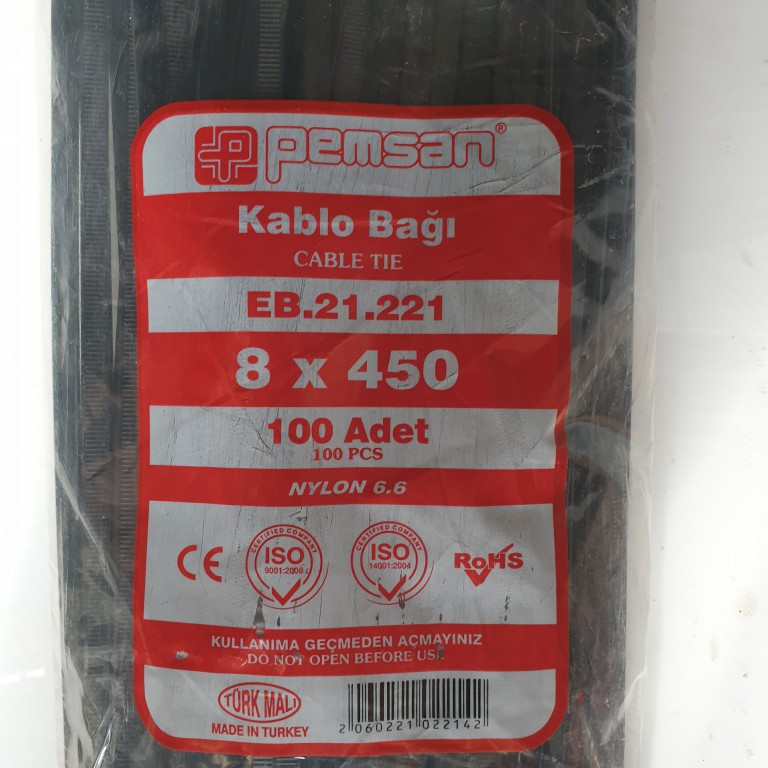 pemsan®
Kablo Bağı
CABLE TIE
EB.21.221
8 x 450
100 Adet
100 PCS
NYLON 6.6
CE
CERTIFIED COMPANY
ISO
9001:2008
CERTIFIED COMPANY
ISO
14001:2004
RoHS
KULLANIMA GEÇMEDEN AÇMAYINIZ
DO NOT OPEN BEFORE USE
TÜRK MALI
MADE IN TURKEY
2 060221 022142